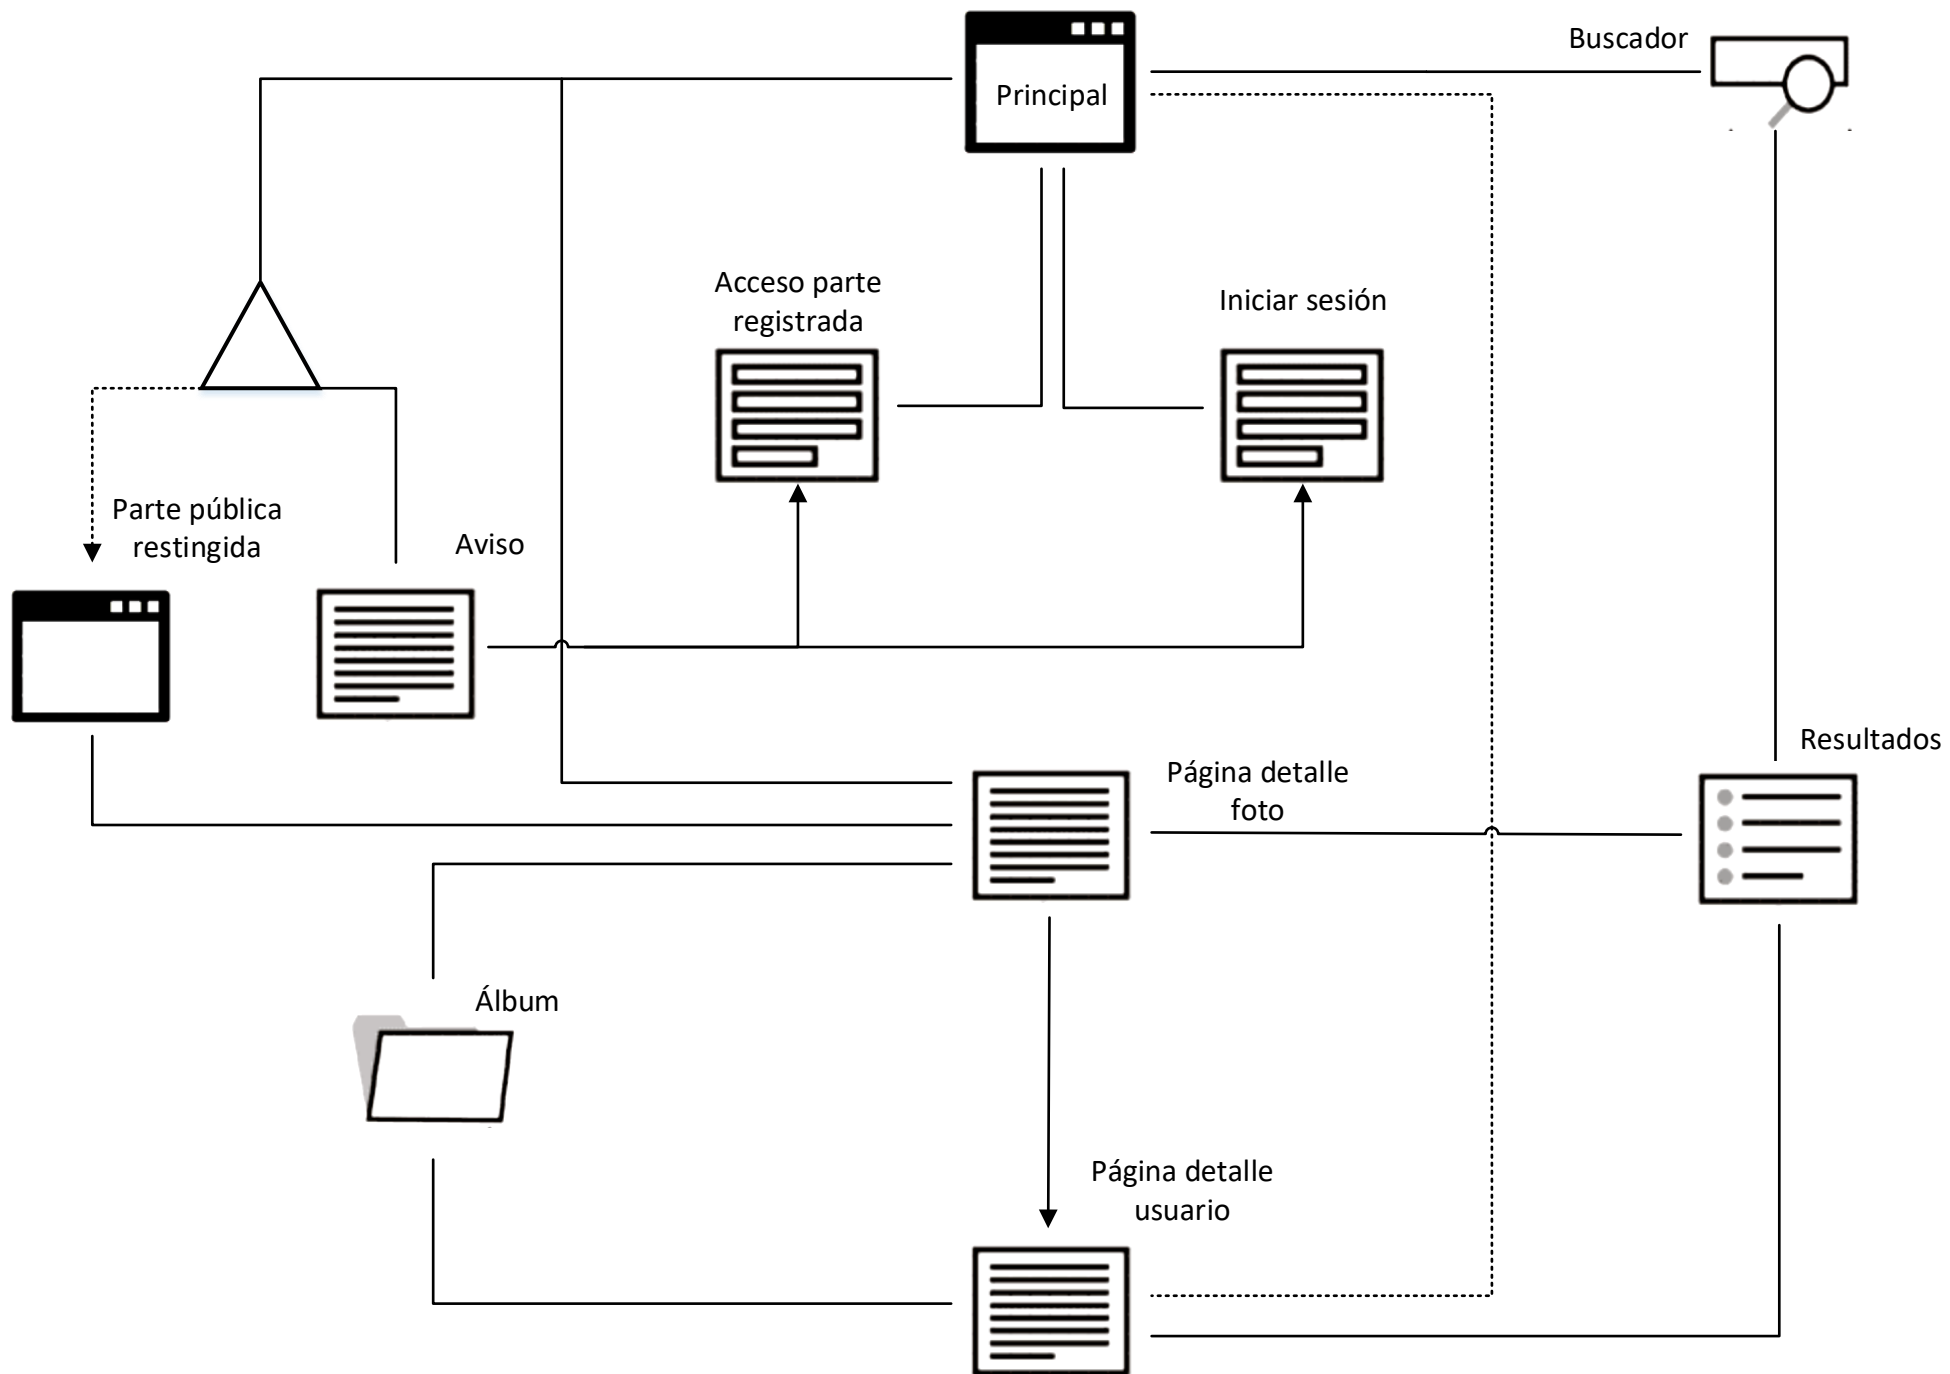 Buscador
Principal
Acceso parte
registrada
Iniciar sesión
Parte pública
restingida
Aviso
Resultados
Página detalle
foto
Álbum
Página detalle
usuario